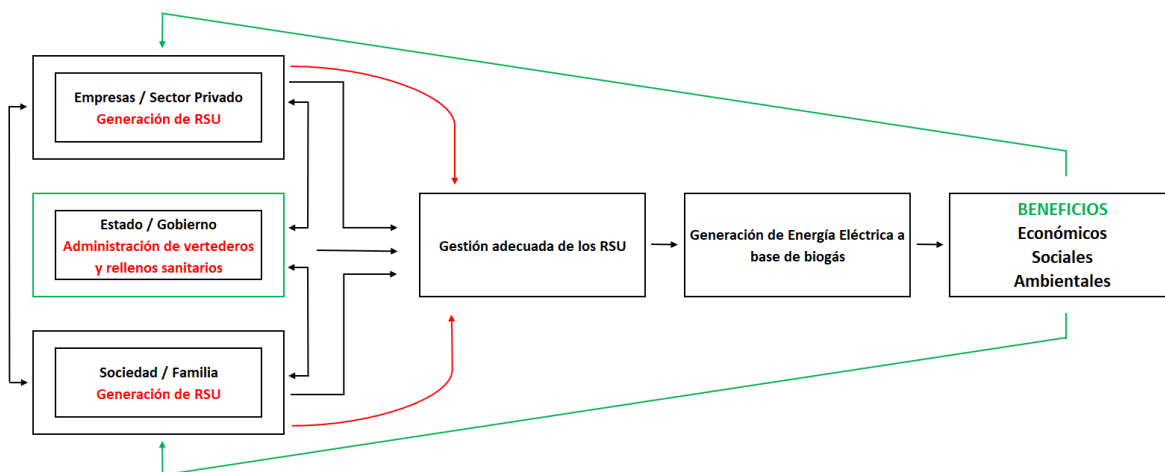 Empresas / Sector Privado
Generación de RSU
Estado / Gobierno
Administración de vertederos
y rellenos sanitarios
Sociedad / Familia
Generación de RSU
Gestión adecuada de los RSU
Generación de Energía Eléctrica a
base de biogás
BENEFICIOS
Económicos
Sociales
Ambientales